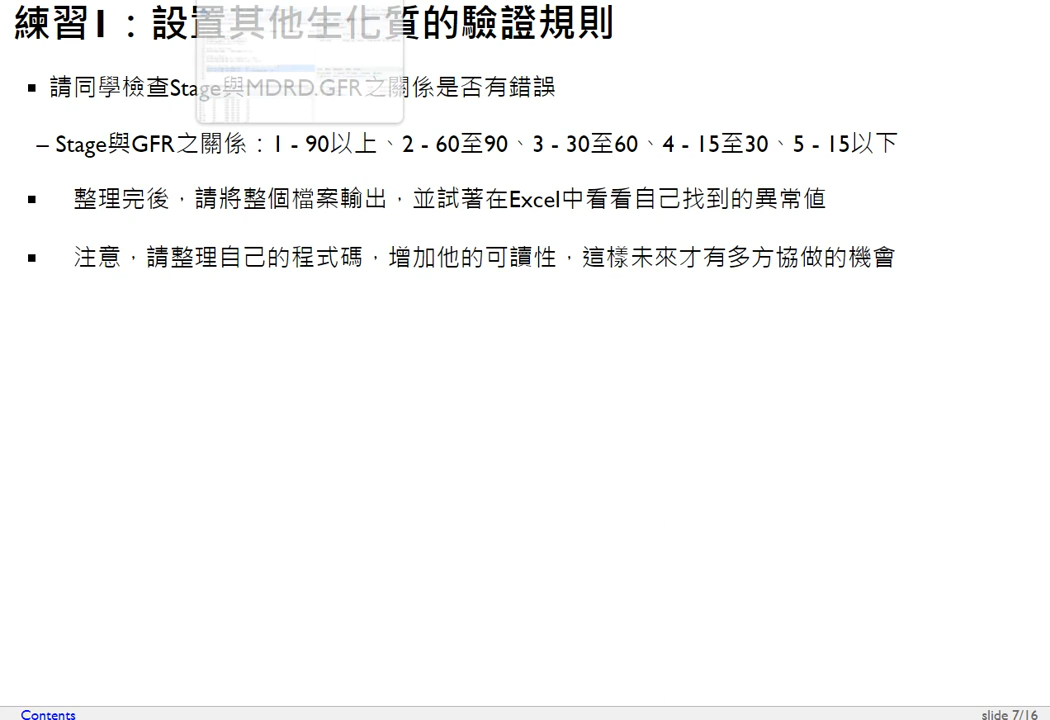 練習1：設置其他生化質的驗證規則
▪ 請同學檢查Stage與MDRD.GFR之關係是否有錯誤
– Stage與GFR之關係：1 - 90以上、2 - 60至90、3 - 30至60、4 - 15至30、5 - 15以下
▪ 整理完後，請將整個檔案輸出，並試著在Excel中看看自己找到的異常值
▪ 注意，請整理自己的程式碼，增加他的可讀性，這樣未來才有多方協做的機會
Contents
slide 7/16